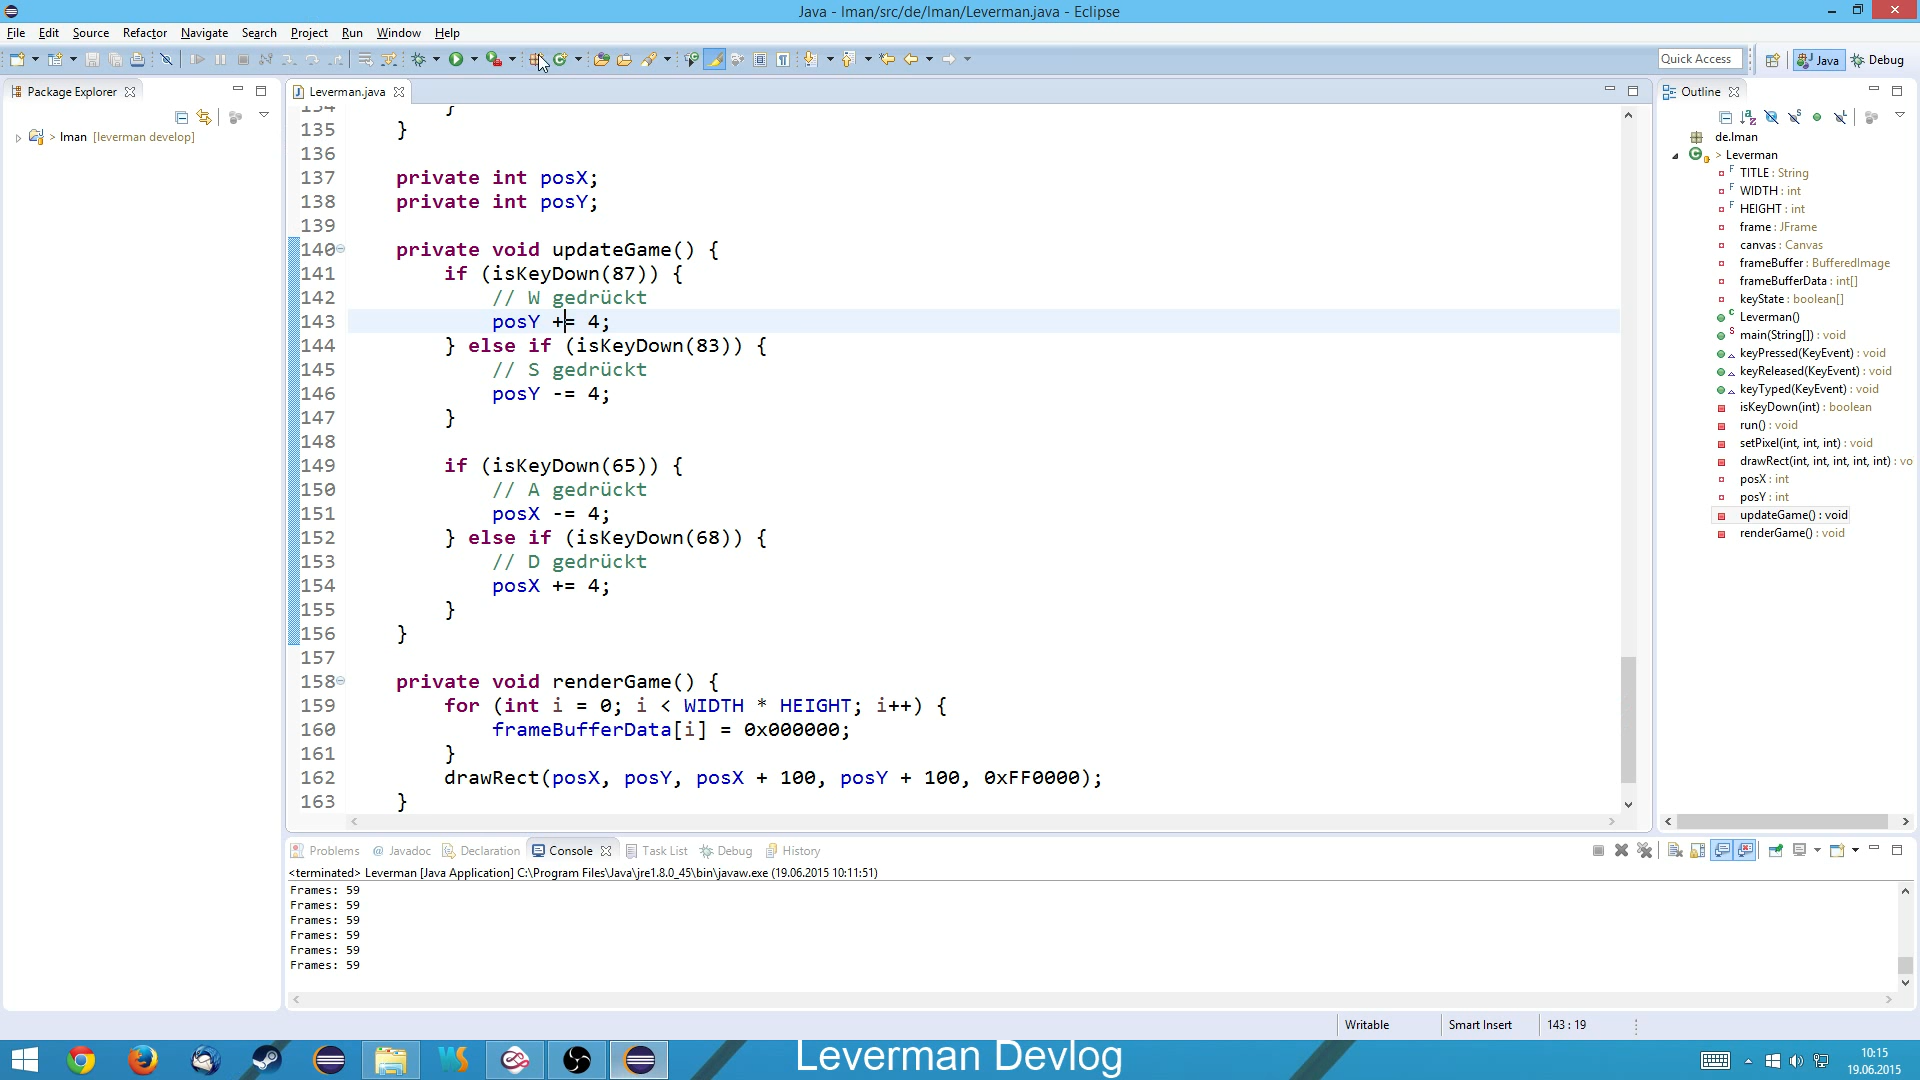 Java - lman/src/de/lman/Leverman.java - Eclipse
File Edit Source Refactor Navigate Search Project Run Window Help
Quick Access
Java
Debug
Package Explorer
> lman [leverman develop]
Leverman.java
134 }
135 }
136
137 private int posX;
138 private int posY;
139
140 private void updateGame() {
141 if (isKeyDown(87)) {
142 // W gedrückt
143 posY += 4;
144 } else if (isKeyDown(83)) {
145 // S gedrückt
146 posY -= 4;
147 }
148
149 if (isKeyDown(65)) {
150 // A gedrückt
151 posX -= 4;
152 } else if (isKeyDown(68)) {
153 // D gedrückt
154 posX += 4;
155 }
156 }
157
158 private void renderGame() {
159 for (int i = 0; i < WIDTH * HEIGHT; i++) {
160 frameBufferData[i] = 0x000000;
161 }
162 drawRect(posX, posY, posX + 100, posY + 100, 0xFF0000);
163 }
Outline
de.lman
> Leverman
TITLE : String
WIDTH : int
HEIGHT : int
frame : JFrame
canvas : Canvas
frameBuffer : BufferedImage
frameBufferData : int[]
keyState : boolean[]
Leverman()
main(String[]) : void
keyPressed(KeyEvent) : void
keyReleased(KeyEvent) : void
keyTyped(KeyEvent) : void
isKeyDown(int) : boolean
run() : void
setPixel(int, int, int) : void
drawRect(int, int, int, int, int) : vo
posX : int
posY : int
updateGame() : void
renderGame() : void
Problems Javadoc Declaration Console Task List Debug History
<terminated> Leverman [Java Application] C:\Program Files\Java\jre1.8.0_45\bin\javaw.exe (19.06.2015 10:11:51)
Frames: 59
Frames: 59
Frames: 59
Frames: 59
Frames: 59
Frames: 59
Writable
Smart Insert
143 : 19
Leverman Devlog
10:15
19.06.2015